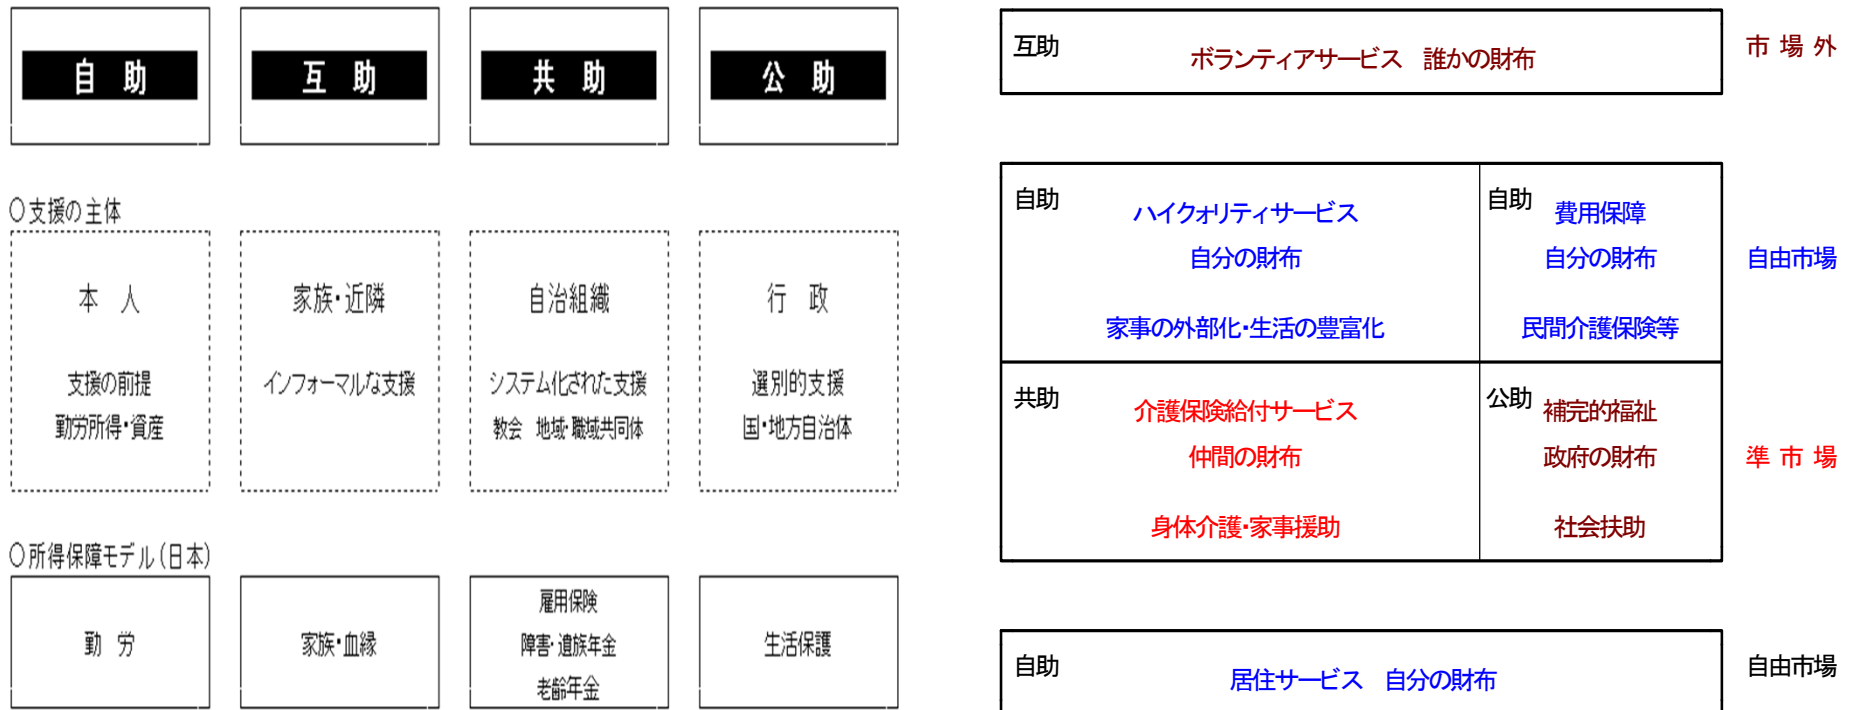 自 助
互 助
共 助
公 助
○支援の主体
本 人
支援の前提
勤労所得・資産
家族・近隣
インフォーマルな支援
自治組織
システム化された支援
教会 地域・職域共同体
行 政
選別的支援
国・地方自治体
○所得保障モデル(日本)
勤 労
家族・血縁
雇用保険
障害・遺族年金
老齢年金
生活保護
互助
ボランティアサービス 誰かの財布
市 場 外
自助
ハイクォリティサービス
自分の財布
家事の外部化・生活の豊富化
自助
費用保障
自分の財布
民間介護保険等
自由市場
共助
介護保険給付サービス
仲間の財布
身体介護・家事援助
公助
補完的福祉
政府の財布
社会扶助
準 市 場
自助
居住サービス 自分の財布
自由市場